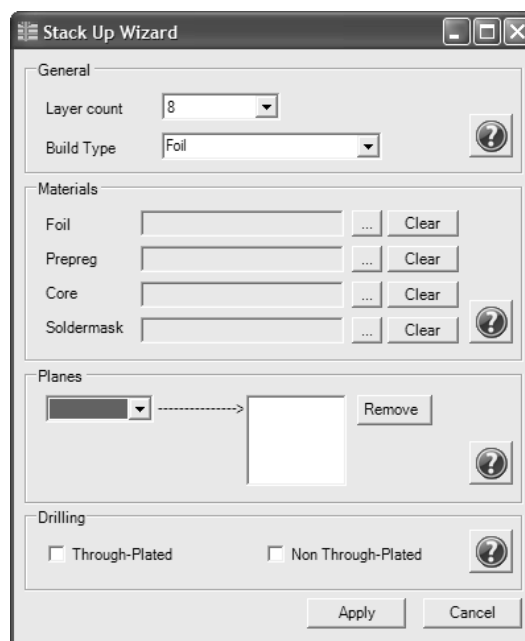 Stack Up Wizard
General
Layer count 8
Build Type Foil
Materials
Foil ... Clear
Prepreg ... Clear
Core ... Clear
Soldermask ... Clear
Planes
---------------> Remove
Drilling
Through-Plated Non Through-Plated
Apply Cancel